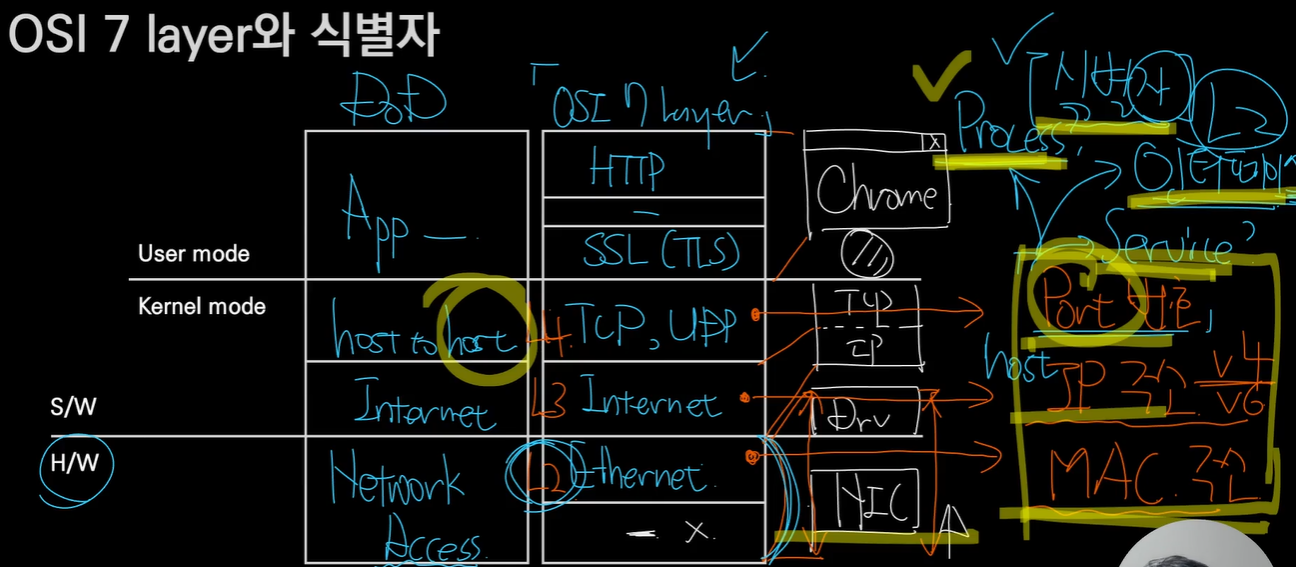 OSI 7 layer와 식별자
DoD
「OSI 7 layer」
HTTP
App
SSL (TLS)
User mode
Kernel mode
host to host
L4
TCP, UDP
Internet
L3
Internet
S/W
H/W
Network
Access
L2
Ethernet
X
X
Chrome
TCP
IP
Drv
NIC
Process
L2
인터페이스
Service
Port 번호
host
IP 주소
v4
v6
MAC 주소